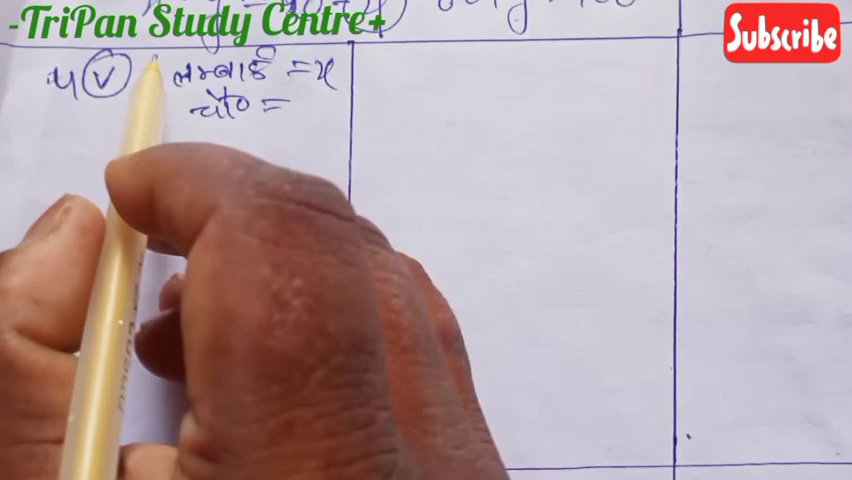 -TriPan Study Centre+
Subscribe
4 (v) लम्बाई = x
चौ० =